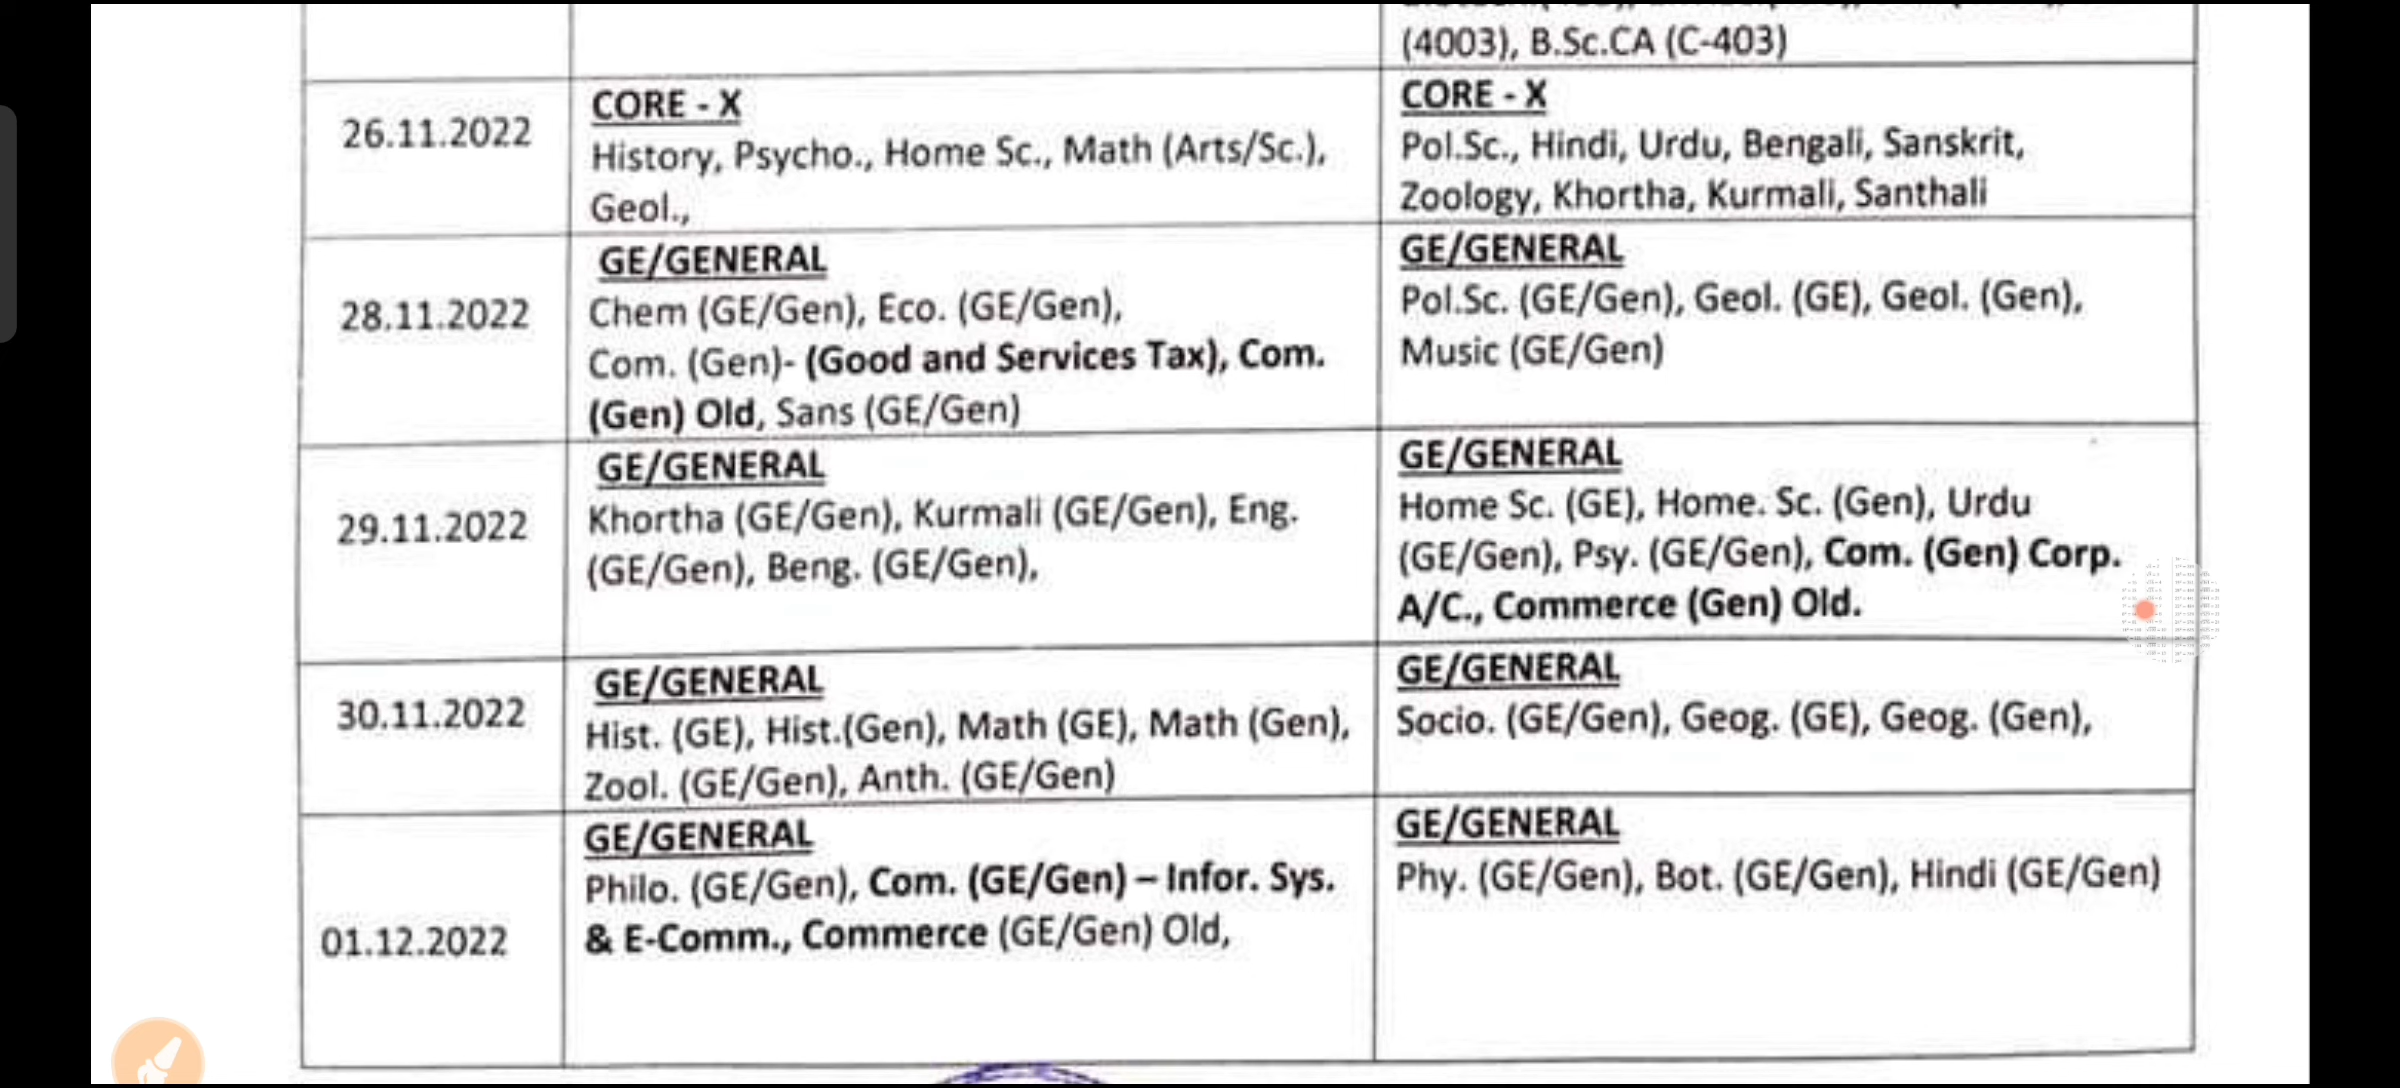 (4003), B.Sc.CA (C-403)
26.11.2022
CORE - X
History, Psycho., Home Sc., Math (Arts/Sc.),
Geol.,
CORE - X
Pol.Sc., Hindi, Urdu, Bengali, Sanskrit,
Zoology, Khortha, Kurmali, Santhali
28.11.2022
GE/GENERAL
Chem (GE/Gen), Eco. (GE/Gen),
Com. (Gen)- (Good and Services Tax), Com.
(Gen) Old, Sans (GE/Gen)
GE/GENERAL
Pol.Sc. (GE/Gen), Geol. (GE), Geol. (Gen),
Music (GE/Gen)
29.11.2022
GE/GENERAL
Khortha (GE/Gen), Kurmali (GE/Gen), Eng.
(GE/Gen), Beng. (GE/Gen),
GE/GENERAL
Home Sc. (GE), Home. Sc. (Gen), Urdu
(GE/Gen), Psy. (GE/Gen), Com. (Gen) Corp.
A/C., Commerce (Gen) Old.
30.11.2022
GE/GENERAL
Hist. (GE), Hist.(Gen), Math (GE), Math (Gen),
Zool. (GE/Gen), Anth. (GE/Gen)
GE/GENERAL
Socio. (GE/Gen), Geog. (GE), Geog. (Gen),
01.12.2022
GE/GENERAL
Philo. (GE/Gen), Com. (GE/Gen) – Infor. Sys.
& E-Comm., Commerce (GE/Gen) Old,
GE/GENERAL
Phy. (GE/Gen), Bot. (GE/Gen), Hindi (GE/Gen)